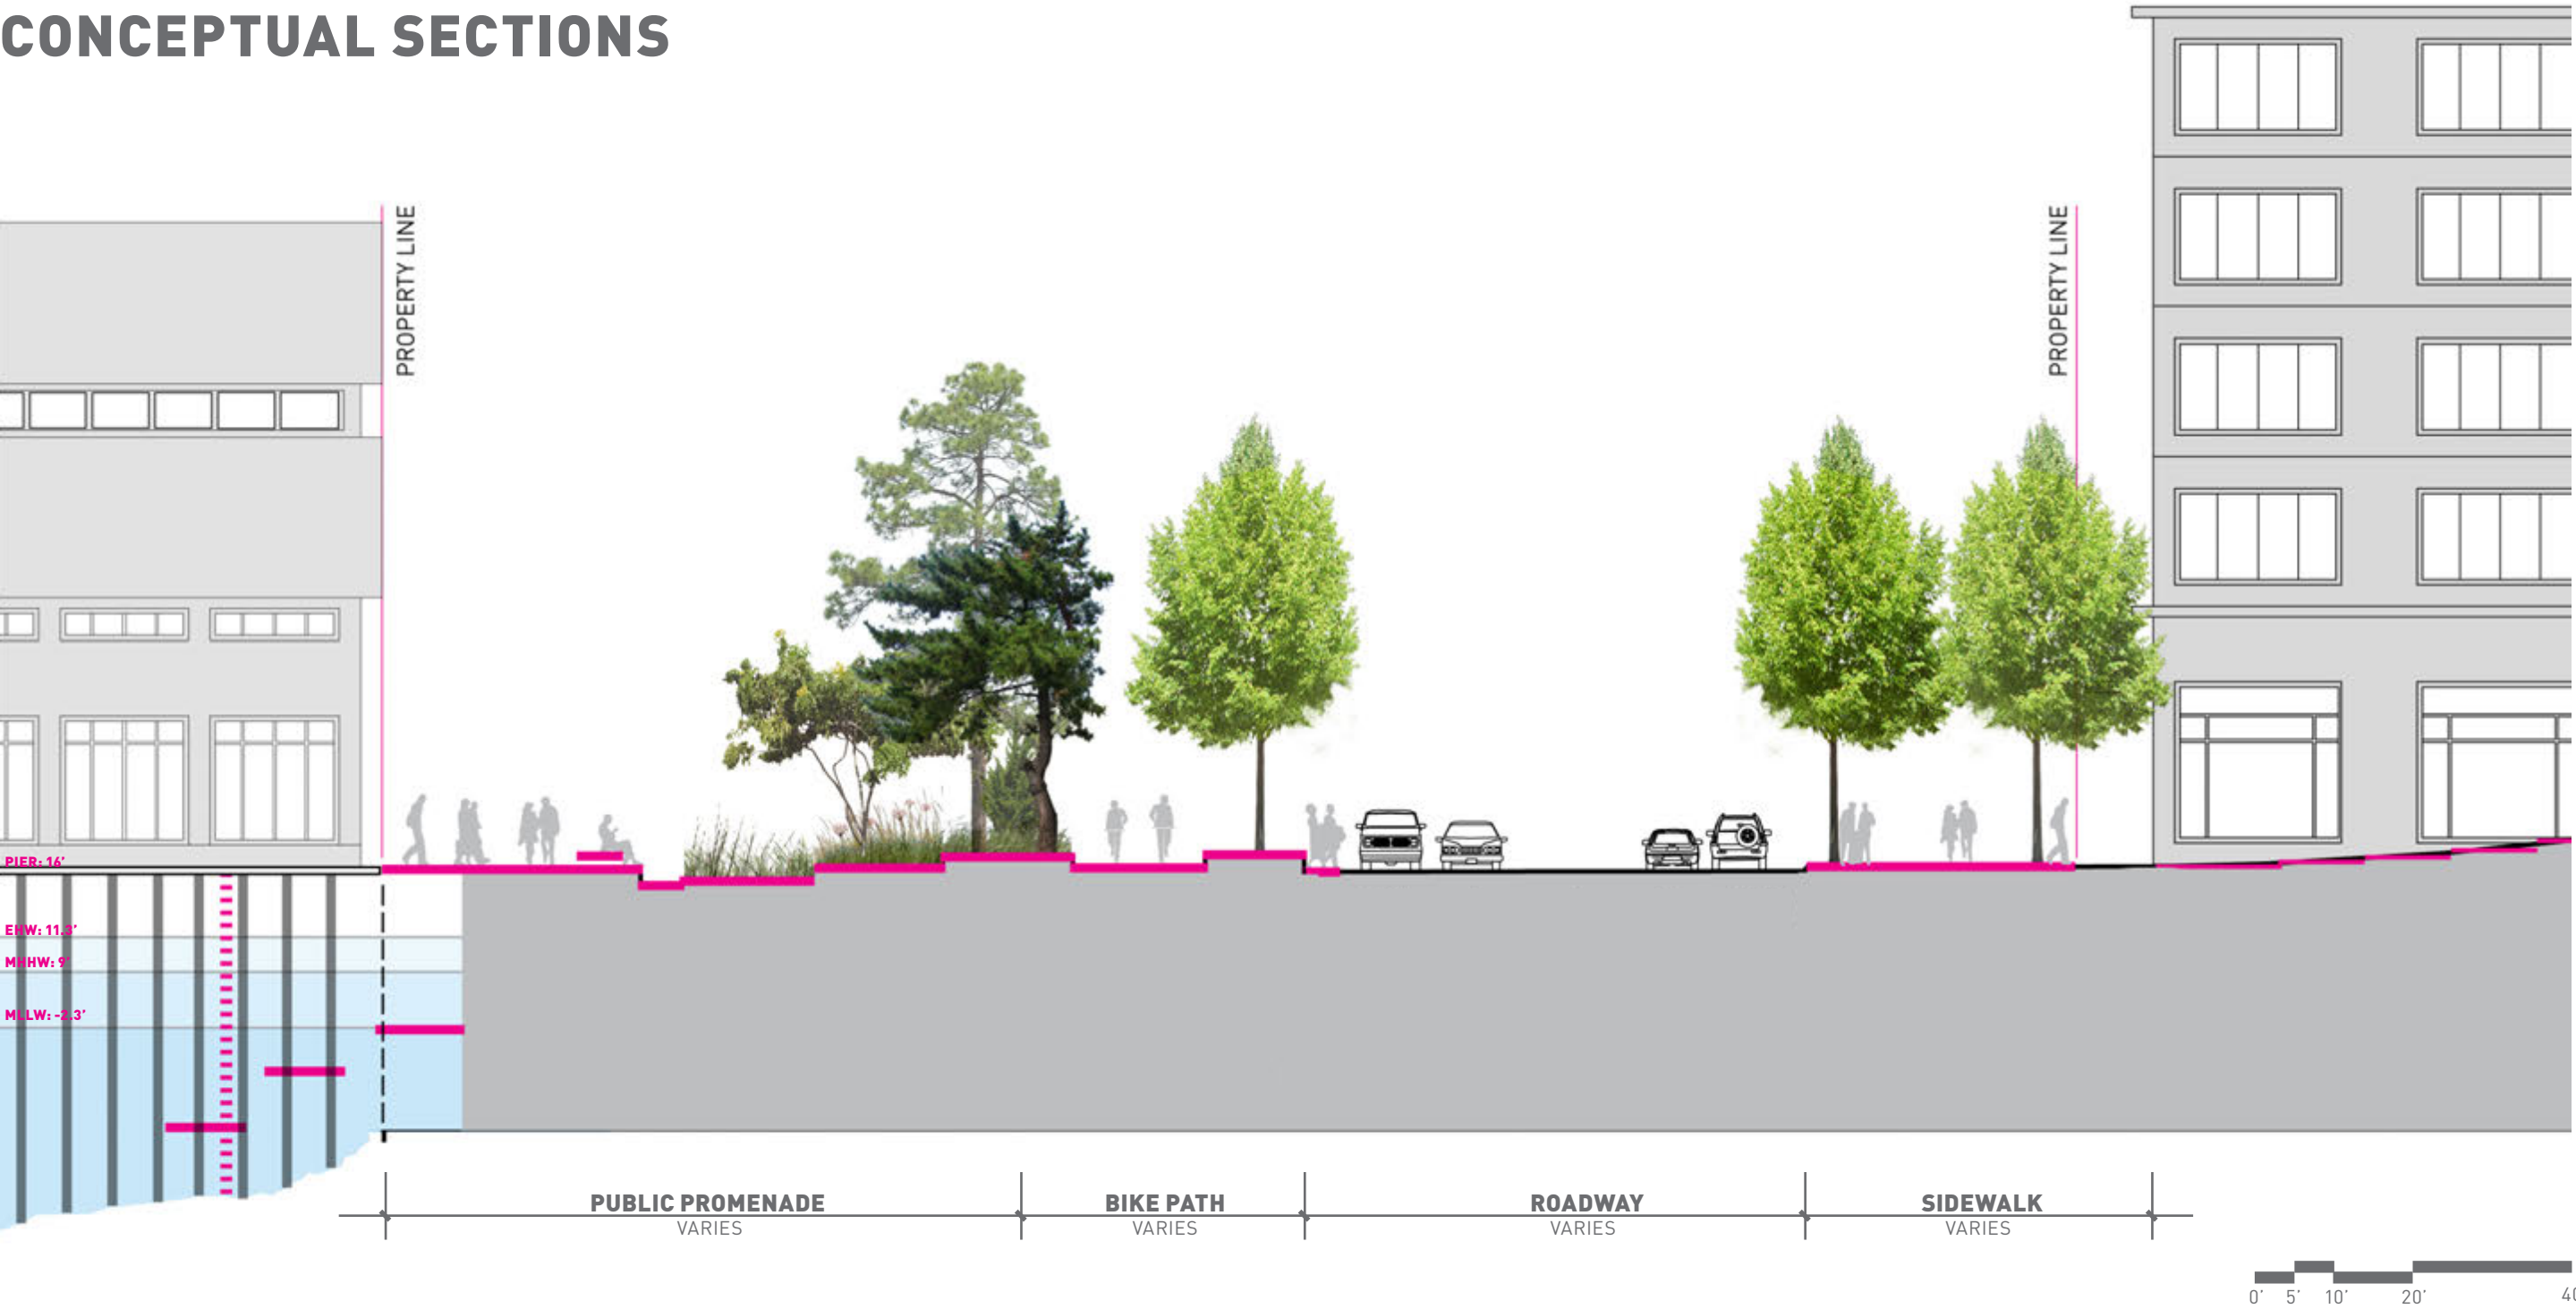 CONCEPTUAL SECTIONS
PROPERTY LINE
PROPERTY LINE
PIER: 16'
EHW: 11.3'
MHHW: 9'
MLLW: -2.3'
PUBLIC PROMENADE
VARIES
BIKE PATH
VARIES
ROADWAY
VARIES
SIDEWALK
VARIES
0' 5' 10' 20'